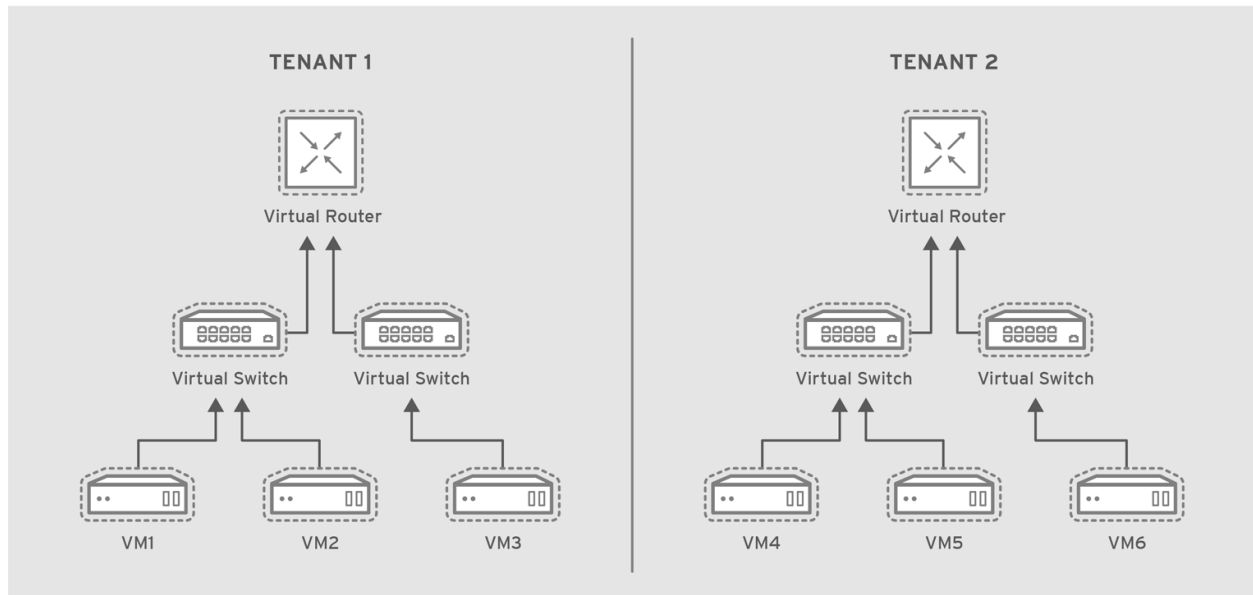 TENANT 1
TENANT 2
Virtual Router
Virtual Router
Virtual Switch
Virtual Switch
Virtual Switch
Virtual Switch
VM1
VM2
VM3
VM4
VM5
VM6